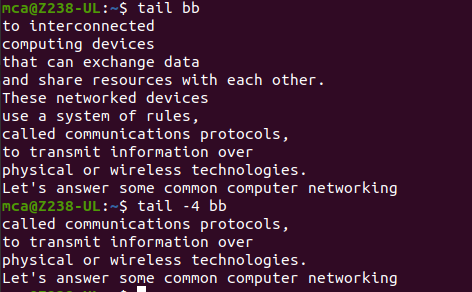 mca@Z238-UL:~$ tail bb
to interconnected
computing devices
that can exchange data
and share resources with each other.
These networked devices
use a system of rules,
called communications protocols,
to transmit information over
physical or wireless technologies.
Let's answer some common computer networking
mca@Z238-UL:~$ tail -4 bb
called communications protocols,
to transmit information over
physical or wireless technologies.
Let's answer some common computer networking
mca@Z238-UL:~$